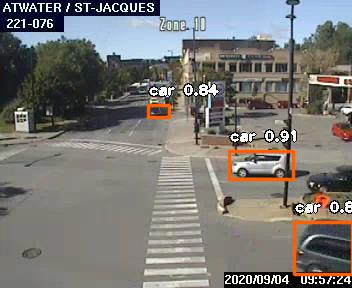 ATWATER / ST-JACQUES
221-076
Zone 10
car 0.84
car 0.91
car 0.8
2020/09/04 09:57:24